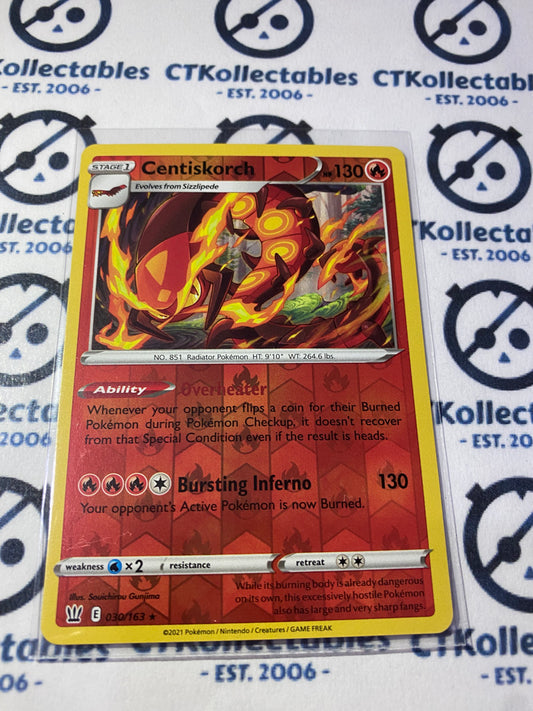 CTKollectables
- EST. 2006 -
STAGE 1
Centiskorch
HP 130
Evolves from Sizzlipede
NO. 851 Radiator Pokémon HT: 9'10" WT: 264.6 lbs.
Ability Overheater
Whenever your opponent flips a coin for their Burned
Pokémon during Pokémon Checkup, it doesn't recover
from that Special Condition even if the result is heads.
Bursting Inferno 130
Your opponent's Active Pokémon is now Burned.
weakness ×2 resistance retreat
Illus. Souichirou Gunjima
E 030/163 ★
While its burning body is already dangerous
on its own, this excessively hostile Pokémon
also has large and very sharp fangs.
©2021 Pokémon / Nintendo / Creatures / GAME FREAK